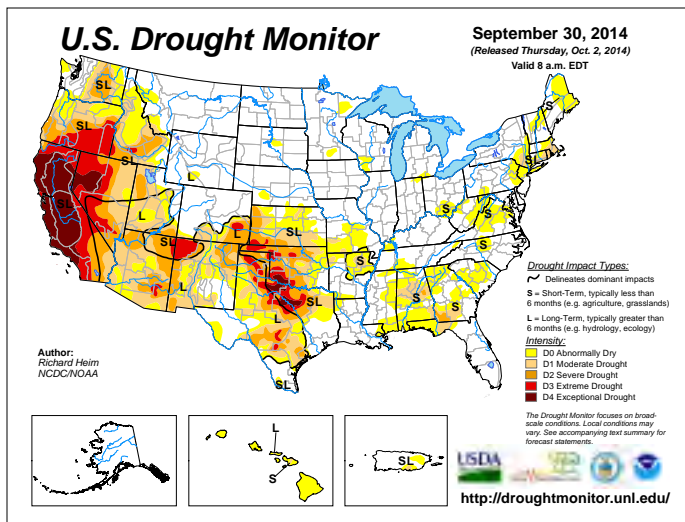 U.S. Drought Monitor
September 30, 2014
(Released Thursday, Oct. 2, 2014)
Valid 8 a.m. EDT
SL
SL
SL
SL
L
L
SL
L
L
SL
L
SL
SL
S
S
S
S
S
S
S
SL
Drought Impact Types:
Delineates dominant impacts
S = Short-Term, typically less than
6 months (e.g. agriculture, grasslands)
L = Long-Term, typically greater than
6 months (e.g. hydrology, ecology)
Intensity:
D0 Abnormally Dry
D1 Moderate Drought
D2 Severe Drought
D3 Extreme Drought
D4 Exceptional Drought
Author:
Richard Heim
NCDC/NOAA
The Drought Monitor focuses on broad-
scale conditions. Local conditions may
vary. See accompanying text summary for
forecast statements.
L
S
SL
USDA
http://droughtmonitor.unl.edu/